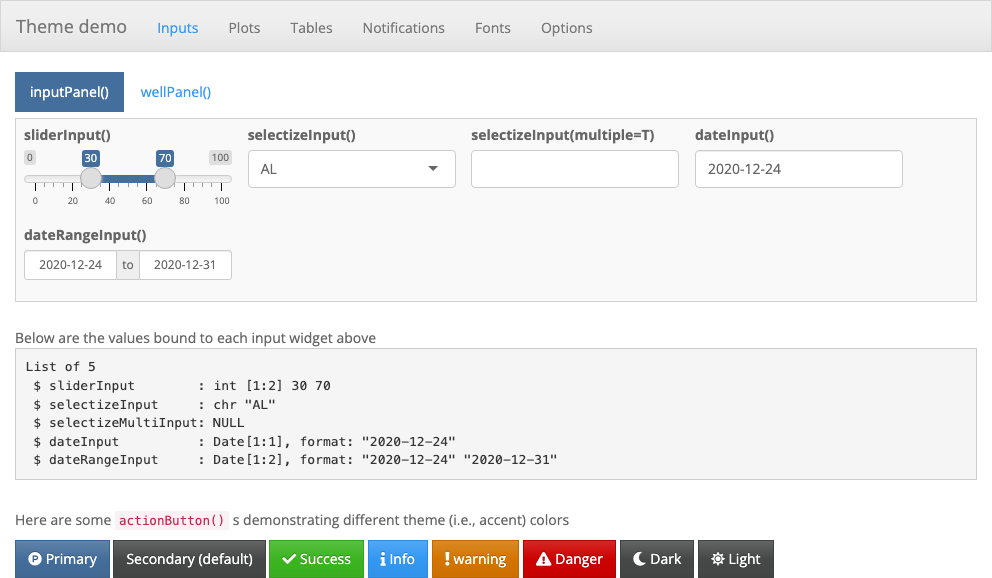 Theme demo Inputs Plots Tables Notifications Fonts Options
inputPanel() wellPanel()
sliderInput() selectizeInput() selectizeInput(multiple=T) dateInput()
0 30 70 100
AL 2020-12-24
0 20 40 60 80 100
dateRangeInput()
2020-12-24 to 2020-12-31
Below are the values bound to each input widget above
List of 5
$ sliderInput : int [1:2] 30 70
$ selectizeInput : chr "AL"
$ selectizeMultiInput: NULL
$ dateInput : Date[1:1], format: "2020-12-24"
$ dateRangeInput : Date[1:2], format: "2020-12-24" "2020-12-31"
Here are some actionButton() s demonstrating different theme (i.e., accent) colors
Primary Secondary (default) Success Info warning Danger Dark Light